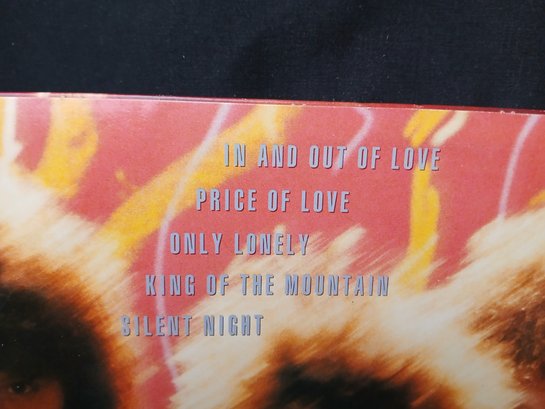 IN AND OUT OF LOVE
PRICE OF LOVE
ONLY LONELY
KING OF THE MOUNTAIN
SILENT NIGHT